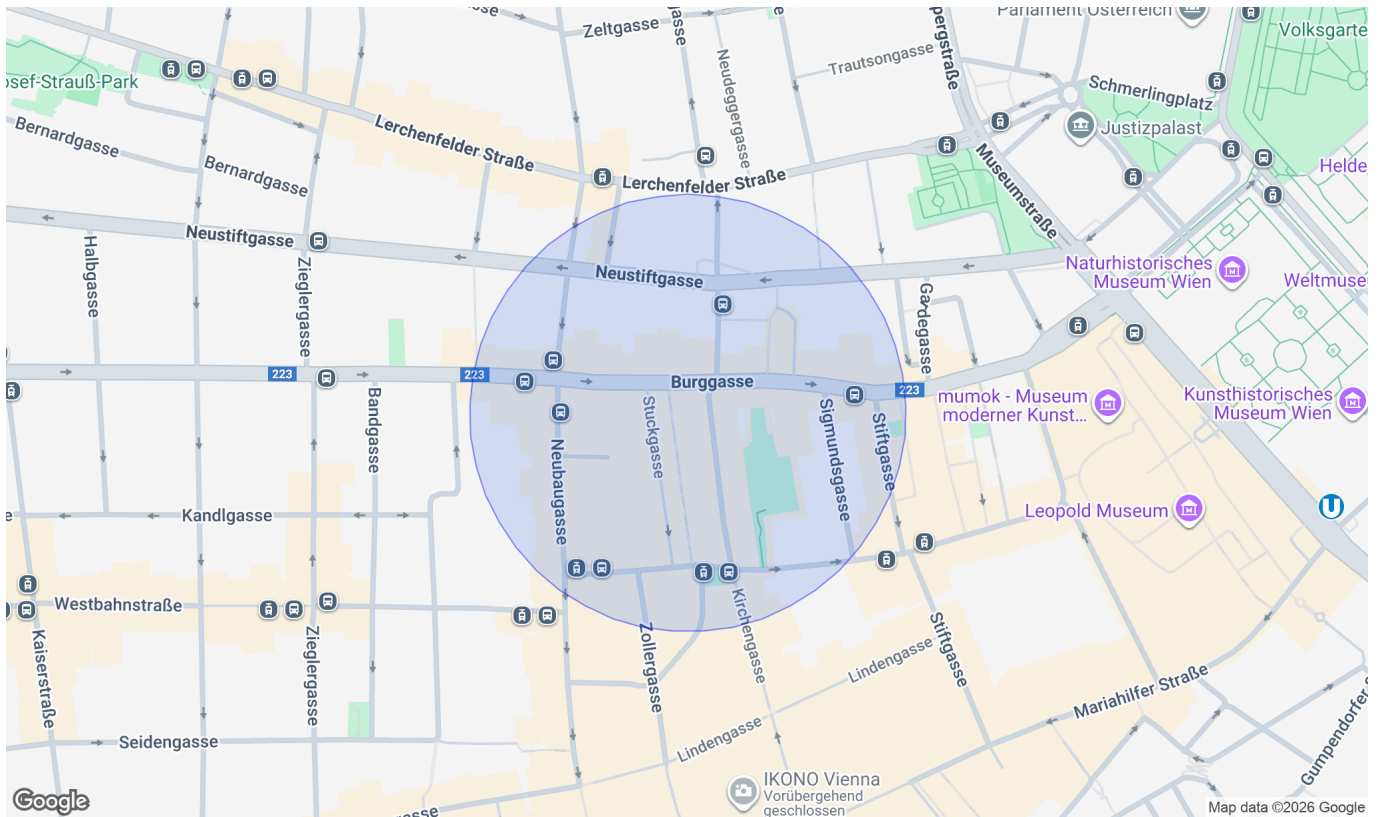 Zeltgasse
Parlament Österreich
Volksgarte
Trautsongasse
Neudeggergasse
osef-Strauß-Park
Schmerlingplatz
Justizpalast
Bernardgasse
Lerchenfelder Straße
Bernardgasse
Lerchenfelder Straße
Museumstraße
Helde
Neustiftgasse
Halbgasse
Zieglergasse
Neustiftgasse
Naturhistorisches
Museum Wien
Weltmuse
Gardegasse
223
223
Burggasse
223
Bandgasse
Stuckgasse
Sigmundsgasse
Stiftgasse
mumok - Museum
moderner Kunst...
Kunsthistorisches
Museum Wien
Neubaugasse
Kandlgasse
Leopold Museum
U
Westbahnstraße
Kaiserstraße
Zieglergasse
Zollergasse
Kirchengasse
Stiftgasse
Lindengasse
Mariahilfer Straße
Seidengasse
Lindengasse
Gumpendorfer
IKONO Vienna
Vorübergehend
geschlossen
Google
Map data ©2026 Google